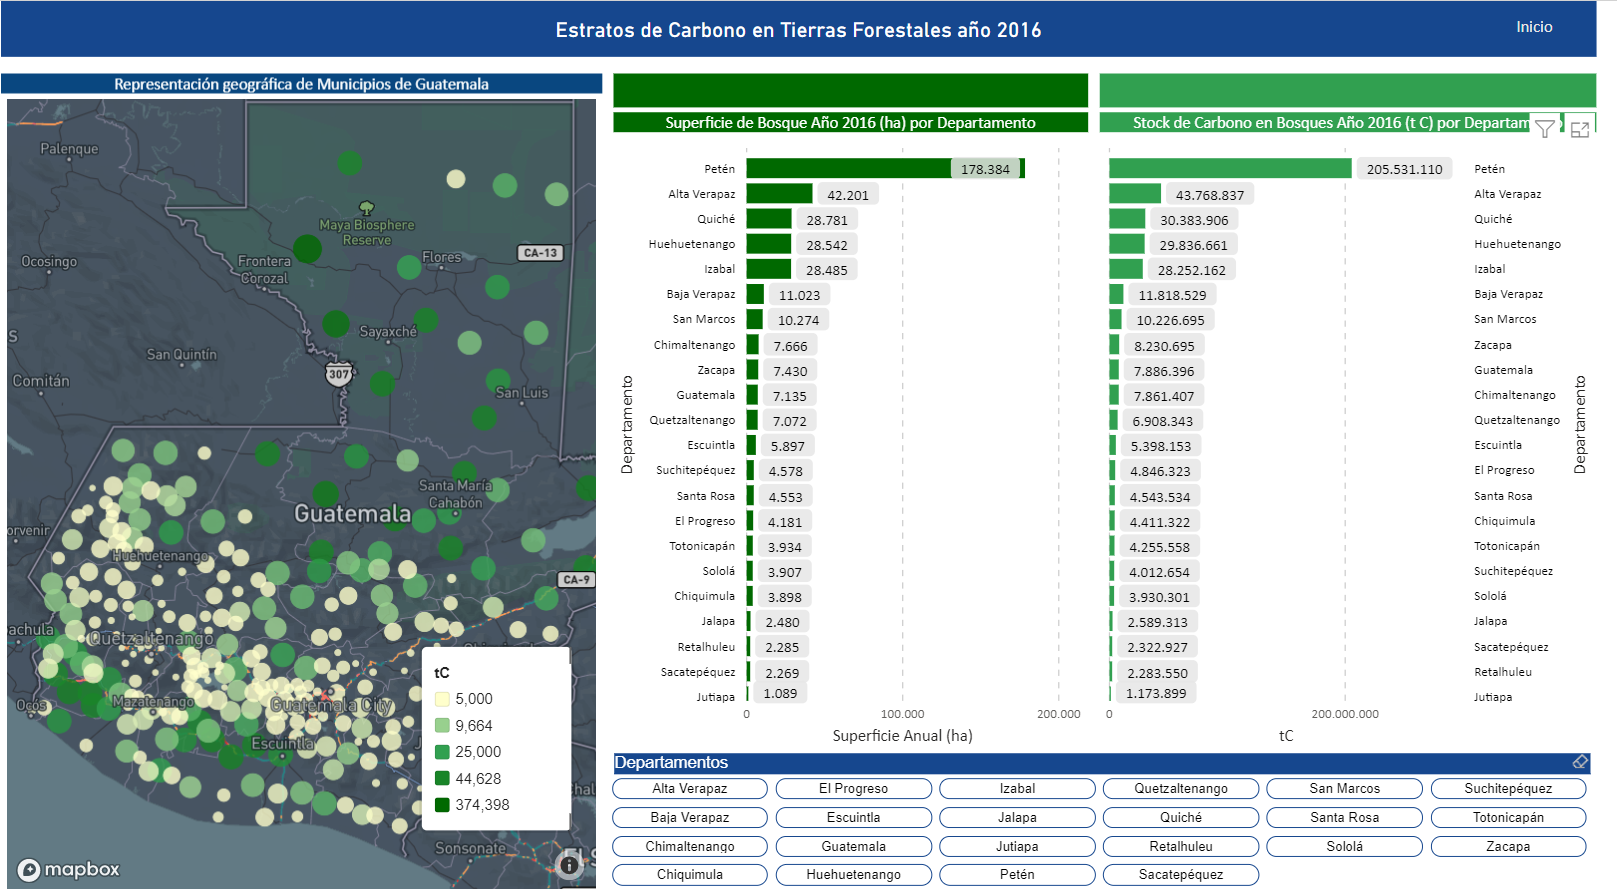 Estratos de Carbono en Tierras Forestales año 2016
Inicio
Representación geográfica de Municipios de Guatemala
Palenque
Maya Biosphere
Reserve
Ocosingo
Frontera
Corozal
Flores
CA-13
S
San Quintín
Sayaxché
Comitán
307
San Luis
Santa María
Cahabón
Guatemala
orvenir
Huehuetenango
CA-9
achula
Quetzaltenango
Ocós
Mazatenango
Guatemala City
Escuintla
Sonsonate
hal
mapbox
tC
5,000
9,664
25,000
44,628
374,398
Superficie de Bosque Año 2016 (ha) por Departamento
Departamento
Petén 178.384
Alta Verapaz 42.201
Quiché 28.781
Huehuetenango 28.542
Izabal 28.485
Baja Verapaz 11.023
San Marcos 10.274
Chimaltenango 7.666
Zacapa 7.430
Guatemala 7.135
Quetzaltenango 7.072
Escuintla 5.897
Suchitepéquez 4.578
Santa Rosa 4.553
El Progreso 4.181
Totonicapán 3.934
Sololá 3.907
Chiquimula 3.898
Jalapa 2.480
Retalhuleu 2.285
Sacatepéquez 2.269
Jutiapa 1.089
0 100.000 200.000
Superficie Anual (ha)
Stock de Carbono en Bosques Año 2016 (t C) por Departam
205.531.110 Petén
43.768.837 Alta Verapaz
30.383.906 Quiché
29.836.661 Huehuetenango
28.252.162 Izabal
11.818.529 Baja Verapaz
10.226.695 San Marcos
8.230.695 Zacapa
7.886.396 Guatemala
7.861.407 Chimaltenango
6.908.343 Quetzaltenango
5.398.153 Escuintla
4.846.323 El Progreso
4.543.534 Santa Rosa
4.411.322 Chiquimula
4.255.558 Totonicapán
4.012.654 Suchitepéquez
3.930.301 Sololá
2.589.313 Jalapa
2.322.927 Sacatepéquez
2.283.550 Retalhuleu
1.173.899 Jutiapa
0 200.000.000
tC
Departamento
Departamentos
Alta Verapaz El Progreso Izabal Quetzaltenango San Marcos Suchitepéquez
Baja Verapaz Escuintla Jalapa Quiché Santa Rosa Totonicapán
Chimaltenango Guatemala Jutiapa Retalhuleu Sololá Zacapa
Chiquimula Huehuetenango Petén Sacatepéquez